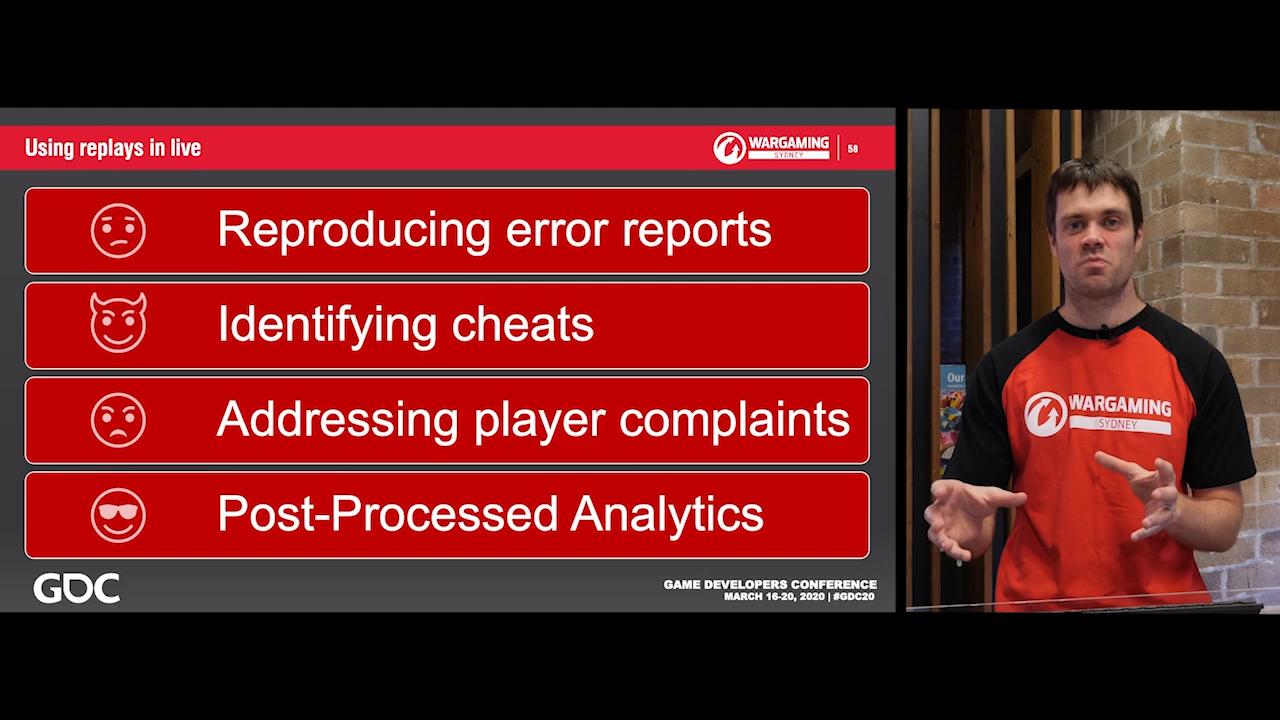 Using replays in live
WARGAMING
SYDNEY
58
Reproducing error reports
Identifying cheats
Addressing player complaints
Post-Processed Analytics
GDC
GAME DEVELOPERS CONFERENCE
MARCH 16-20, 2020 | #GDC20
Our
WARGAMING
SYDNEY